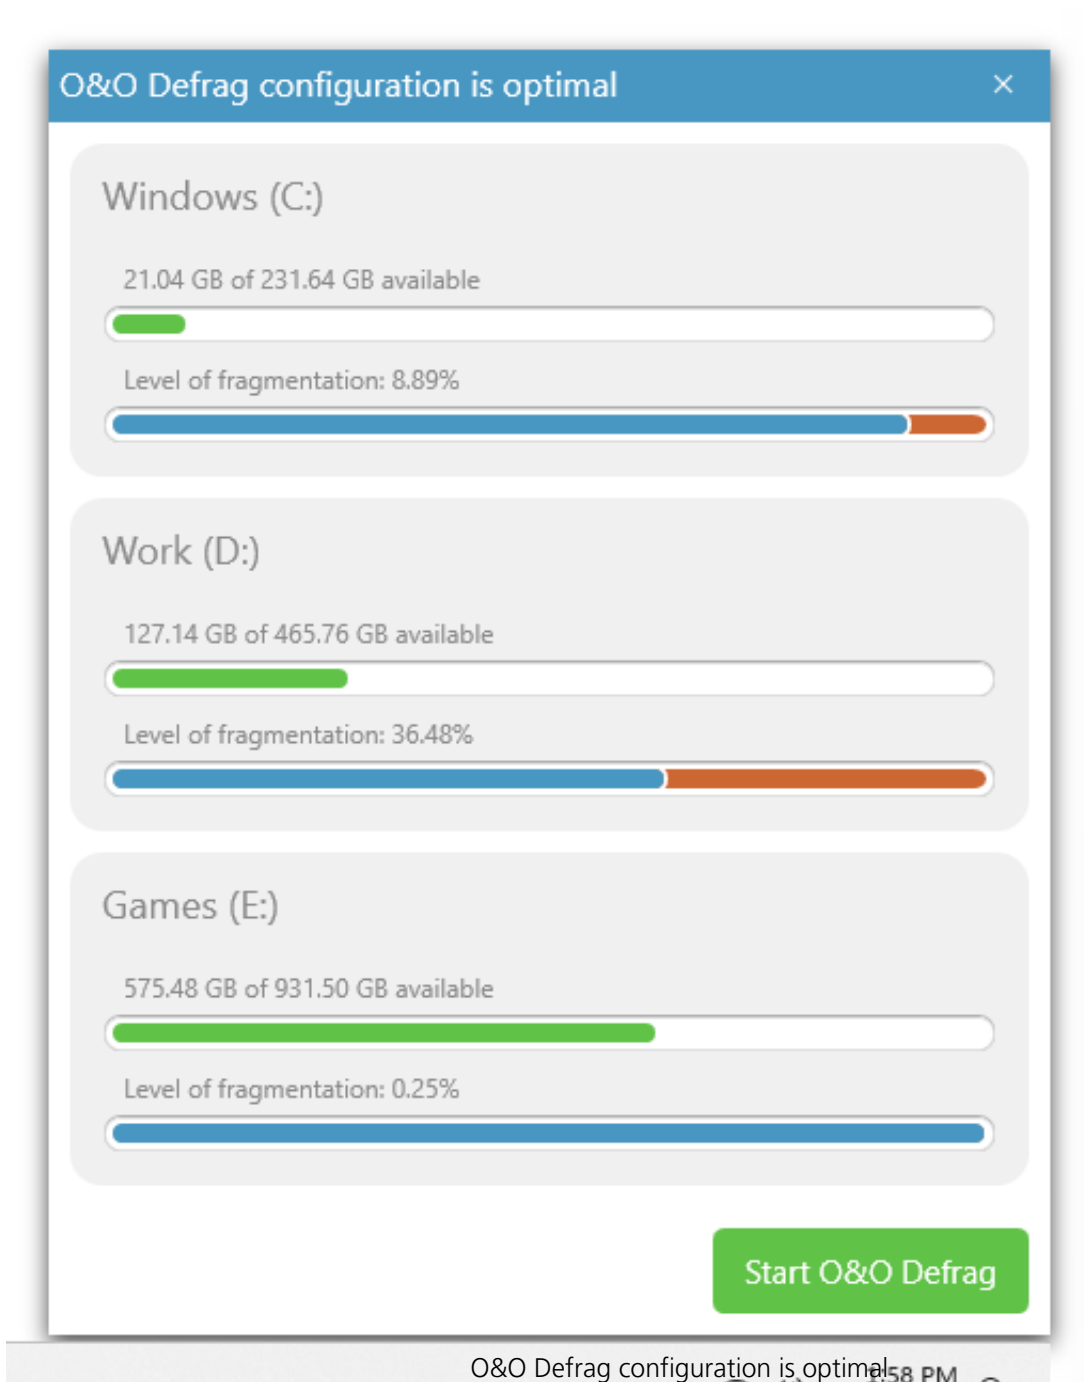 O&O Defrag configuration is optimal
Windows (C:)
21.04 GB of 231.64 GB available
Level of fragmentation: 8.89%
Work (D:)
127.14 GB of 465.76 GB available
Level of fragmentation: 36.48%
Games (E:)
575.48 GB of 931.50 GB available
Level of fragmentation: 0.25%
Start O&O Defrag
O&O Defrag configuration is optimal
PM